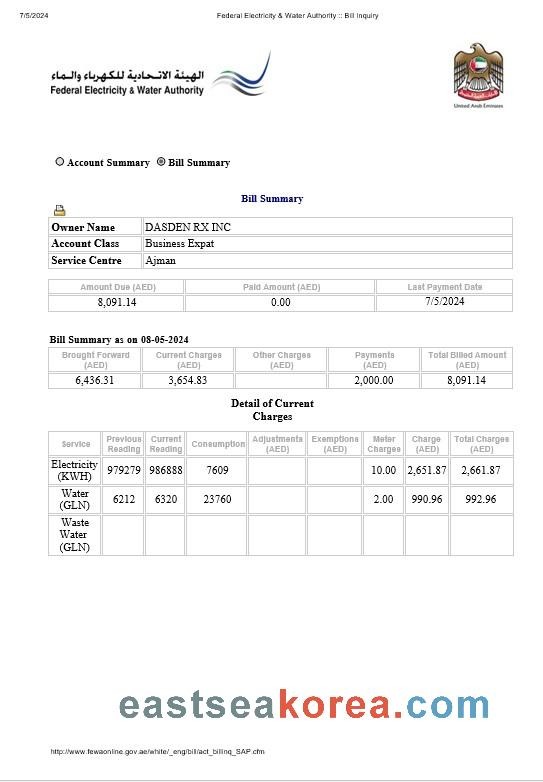 7/5/2024 Federal Electricity & Water Authority :: Bill Inquiry
الهيئة الاتحادية للكهرباء والماء
Federal Electricity & Water Authority
United Arab Emirates
Account Summary Bill Summary
Bill Summary
Owner Name DASDEN RX INC
Account Class Business Expat
Service Centre Ajman
Amount Due (AED) Paid Amount (AED) Last Payment Date
8,091.14 0.00 7/5/2024
Bill Summary as on 08-05-2024
Brought Forward (AED) Current Charges (AED) Other Charges (AED) Payments (AED) Total Billed Amount (AED)
6,436.31 3,654.83 2,000.00 8,091.14
Detail of Current
Charges
Service Previous Reading Current Reading Consumption Adjustments (AED) Exemptions (AED) Meter Charges Charge (AED) Total Charges (AED)
Electricity (KWH) 979279 986888 7609 10.00 2,651.87 2,661.87
Water (GLN) 6212 6320 23760 2.00 990.96 992.96
Waste Water (GLN)
eastseakorea.com
http://www.fewaonline.gov.ae/white/_eng/bill/act_billinq_SAP.cfm